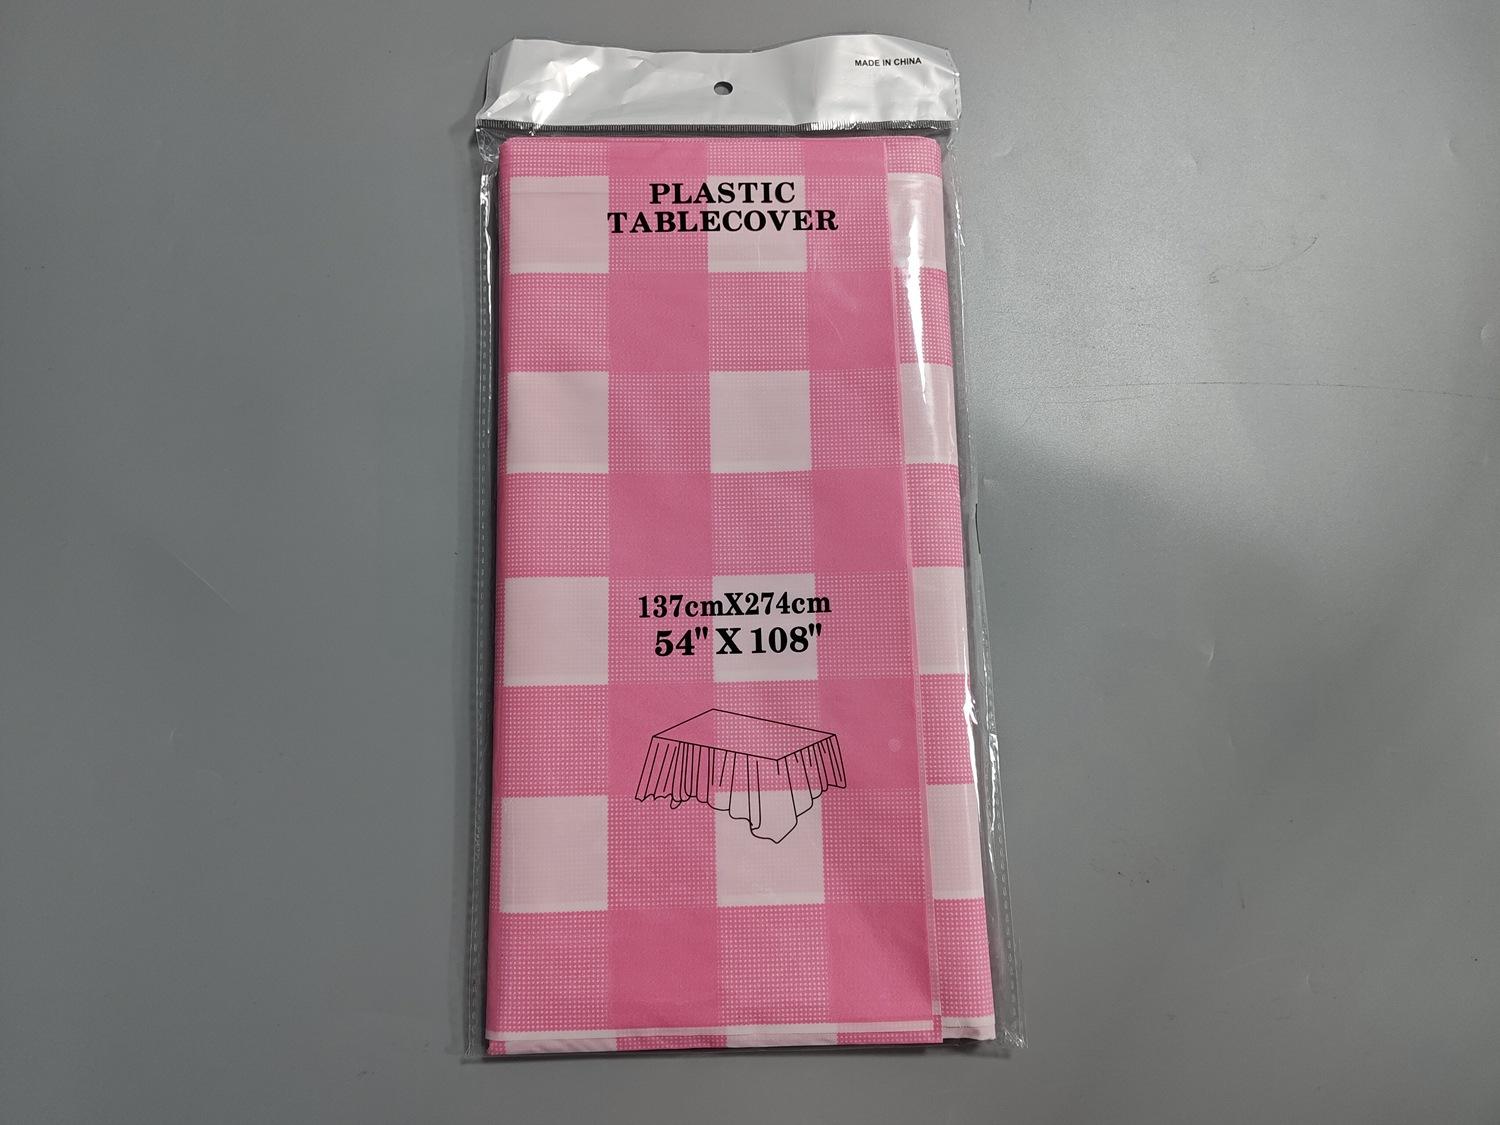 MADE IN CHINA
PLASTIC
TABLECOVER
137cmX274cm
54" X 108"